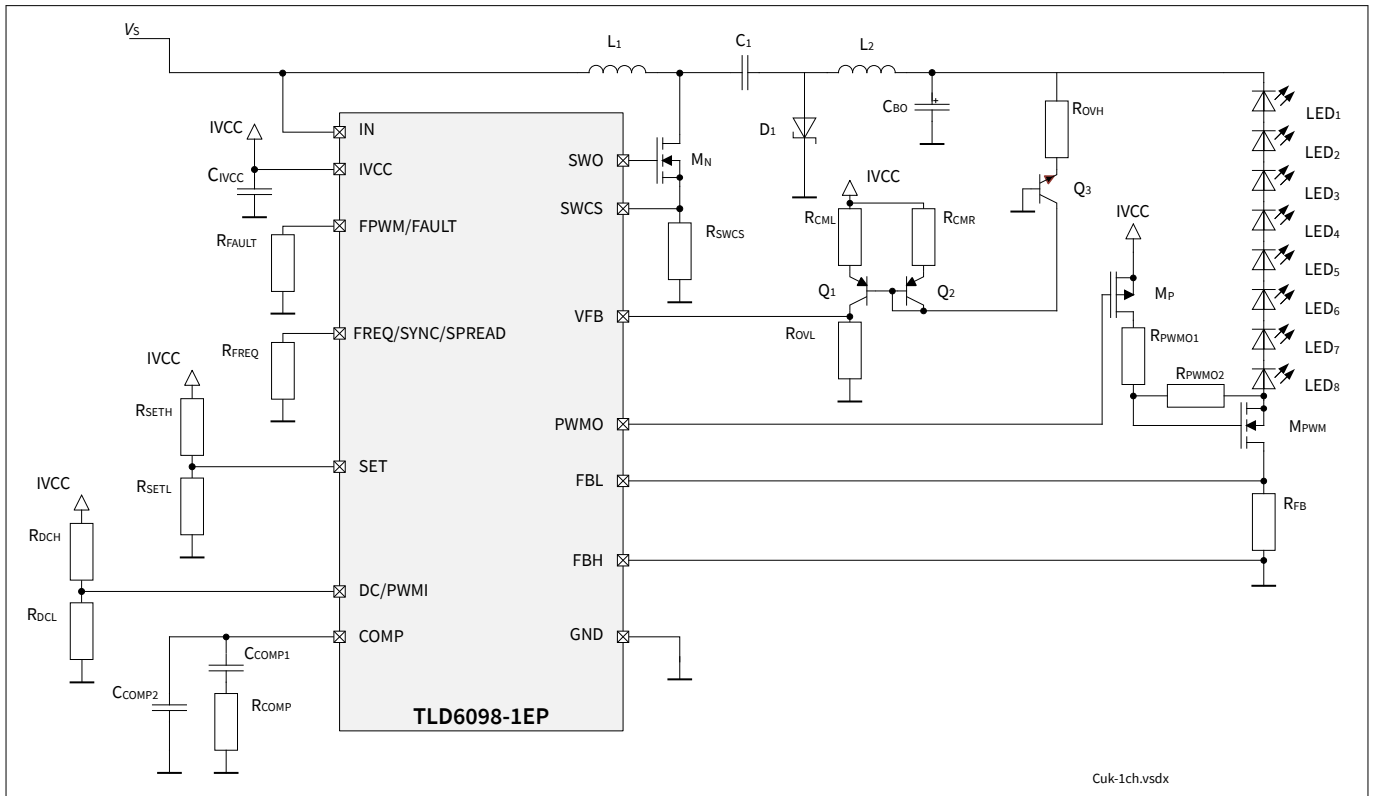 VS
L1
C1
L2
CBO
+
ROVH
D1
Q3
IVCC
CIVCC
IN
IVCC
FPWM/FAULT
RFAULT
FREQ/SYNC/SPREAD
RFREQ
IVCC
RSETH
RSETL
SET
IVCC
RDCH
RDCL
DC/PWMI
COMP
CCOMP1
CCOMP2
RCOMP
SWO
SWCS
VFB
PWMO
FBL
FBH
GND
TLD6098-1EP
MN
RSWCS
IVCC
RCML
RCMR
Q1
Q2
ROVL
IVCC
MP
RPWMO1
RPWMO2
MPWM
RFB
LED1
LED2
LED3
LED4
LED5
LED6
LED7
LED8
Cuk-1ch.vsdx